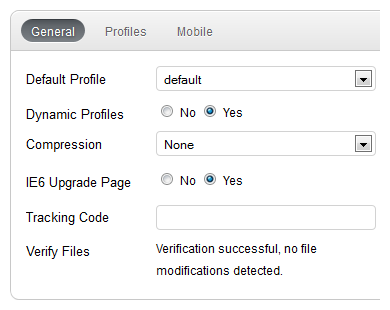 General Profiles Mobile
Default Profile default
Dynamic Profiles No Yes
Compression None
IE6 Upgrade Page No Yes
Tracking Code
Verify Files Verification successful, no file
modifications detected.